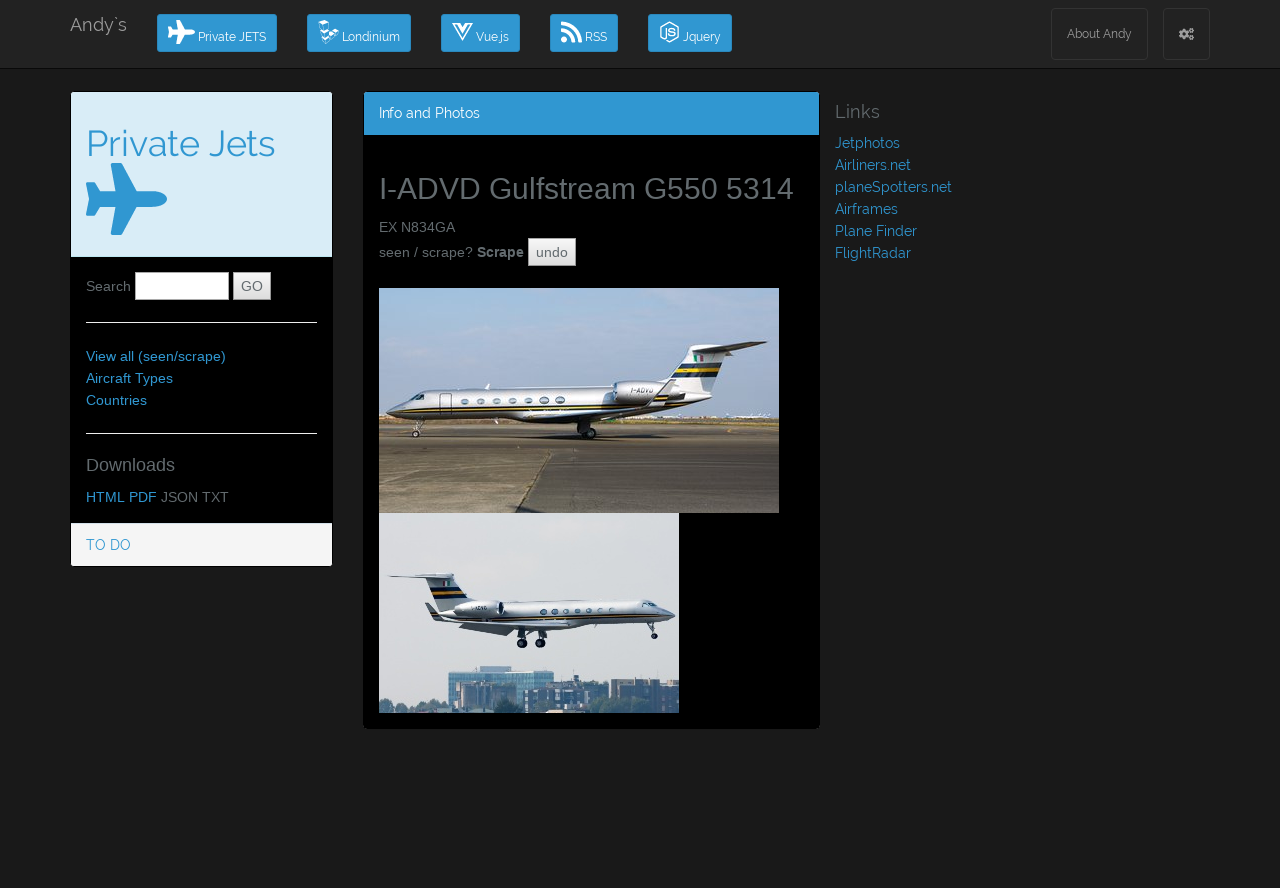 Andy`s
Private JETS
Londinium
Vue.js
RSS
Jquery
About Andy
Private Jets
Search GO
View all (seen/scrape)
Aircraft Types
Countries
Downloads
HTML PDF JSON TXT
TO DO
Info and Photos
I-ADVD Gulfstream G550 5314
EX N834GA
seen / scrape? Scrape undo
Links
Jetphotos
Airliners.net
planeSpotters.net
Airframes
Plane Finder
FlightRadar